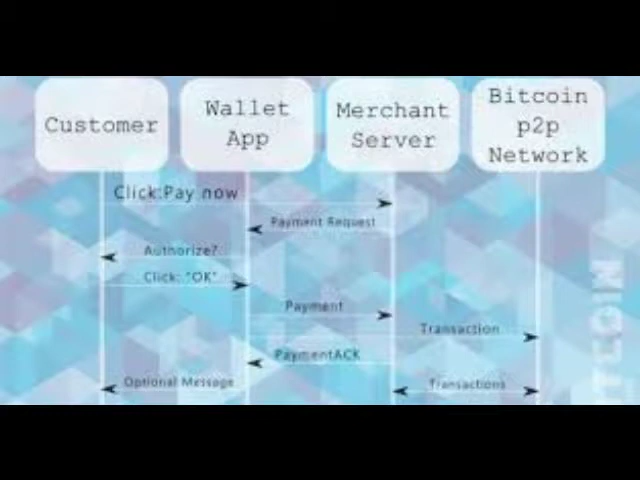 Customer
Wallet
App
Merchant
Server
Bitcoin
p2p
Network
Click:Pay now
Payment Request
Authorize?
Click: "OK"
Payment
Transaction
PaymentACK
Optional Message
Transactions